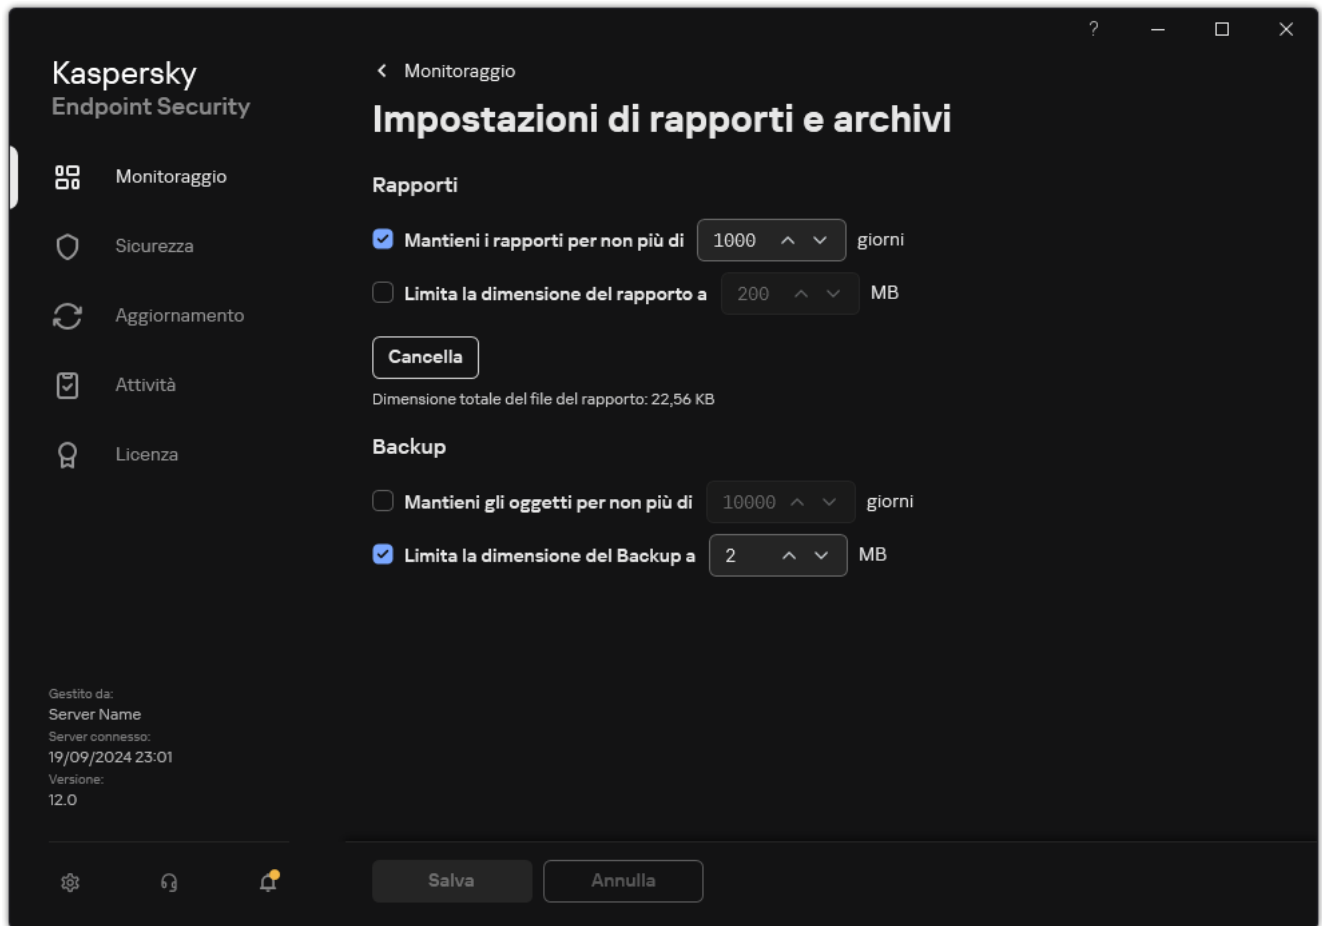 ?
Kaspersky
Endpoint Security
Monitoraggio
Sicurezza
Aggiornamento
Attività
Licenza
Gestito da:
Server Name
Server connesso:
19/09/2024 23:01
Versione:
12.0
Monitoraggio
Impostazioni di rapporti e archivi
Rapporti
Mantieni i rapporti per non più di 1000 giorni
Limita la dimensione del rapporto a 200 MB
Cancella
Dimensione totale del file del rapporto: 22,56 KB
Backup
Mantieni gli oggetti per non più di 10000 giorni
Limita la dimensione del Backup a 2 MB
Salva Annulla